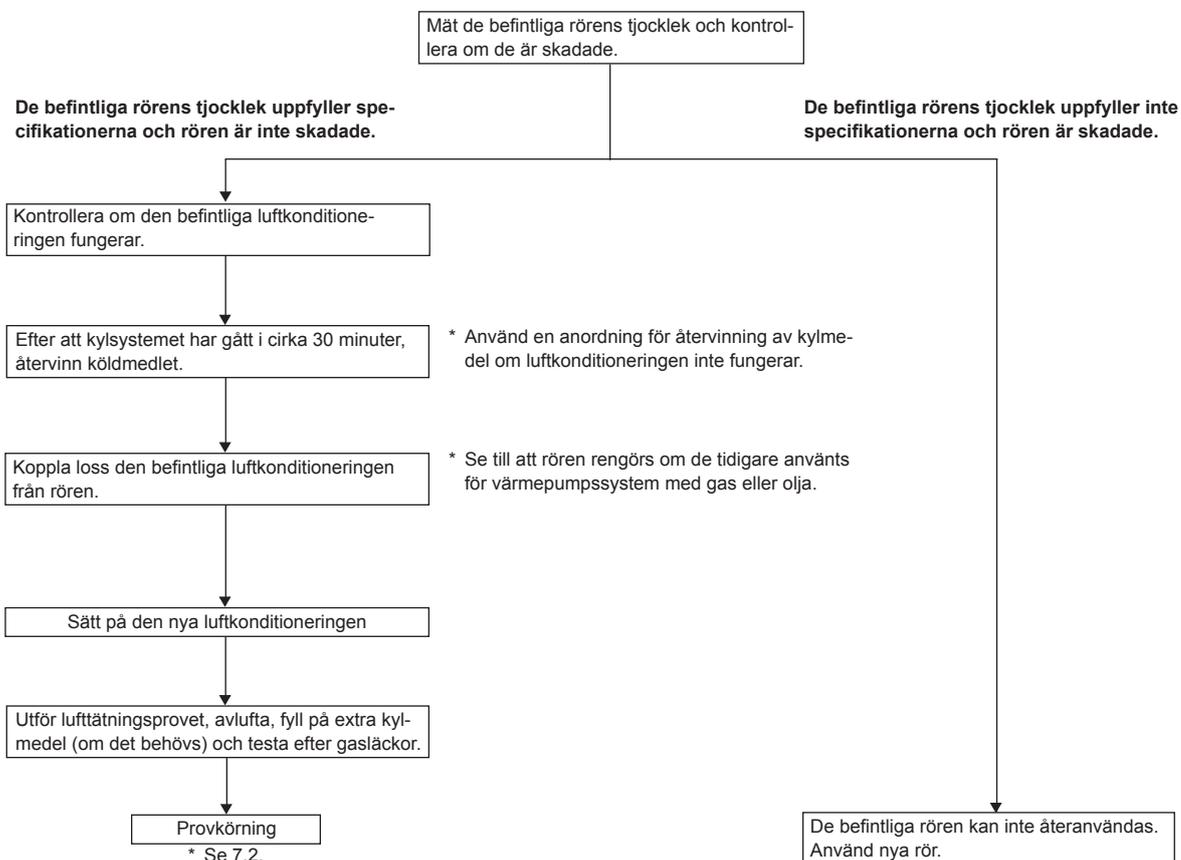 Mät de befintliga rörens tjocklek och kontrol-
lera om de är skadade.
De befintliga rörens tjocklek uppfyller spe-
cifikationerna och rören är inte skadade.
De befintliga rörens tjocklek uppfyller inte
specifikationerna och rören är skadade.
Kontrollera om den befintliga luftkonditione-
ringen fungerar.
Efter att kylsystemet har gått i cirka 30 minuter,
återvinn köldmedlet.
* Använd en anordning för återvinning av kylme-
del om luftkonditioneringen inte fungerar.
Koppla loss den befintliga luftkonditioneringen
från rören.
* Se till att rören rengörs om de tidigare använts
för värmepumpssystem med gas eller olja.
Sätt på den nya luftkonditioneringen
Utför lufttätningsprovet, avlufta, fyll på extra kyl-
medel (om det behövs) och testa efter gasläckor.
Provkörning
* Se 7.2.
De befintliga rören kan inte återanvändas.
Använd nya rör.